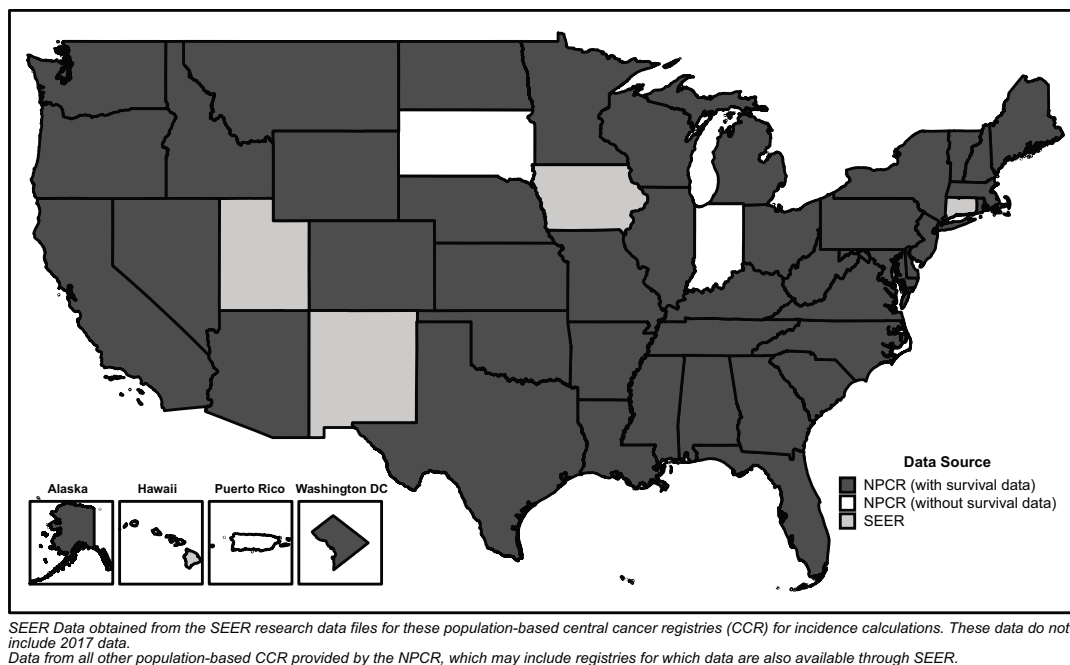 Alaska
Hawaii
Puerto Rico
Washington DC
Data Source
NPCR (with survival data)
NPCR (without survival data)
SEER
SEER Data obtained from the SEER research data files for these population-based central cancer registries (CCR) for incidence calculations. These data do not
include 2017 data.
Data from all other population-based CCR provided by the NPCR, which may include registries for which data are also available through SEER.